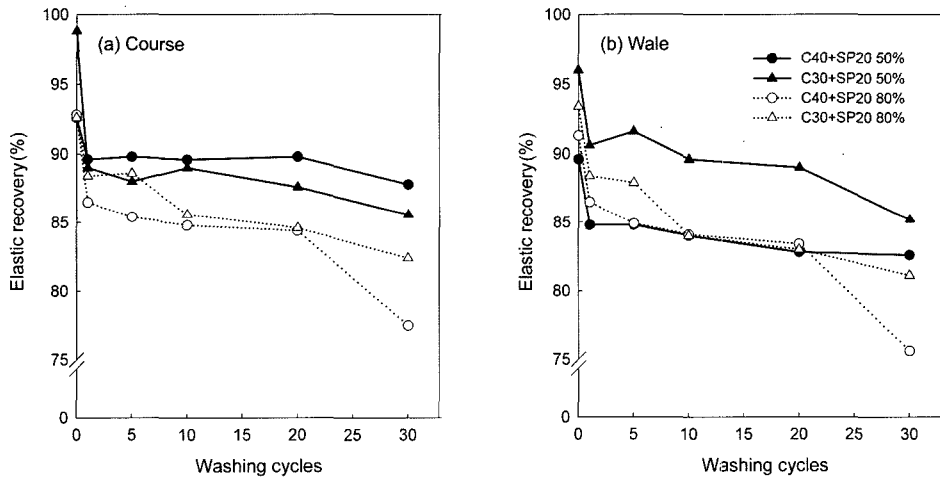 (a) Course
100
95
90
85
80
75
0
Elastic recovery (%)
0 5 10 15 20 25 30
Washing cycles
(b) Wale
C40+SP20 50%
C30+SP20 50%
C40+SP20 80%
C30+SP20 80%
100
95
90
85
80
75
0
Elastic recovery (%)
0 5 10 15 20 25 30
Washing cycles